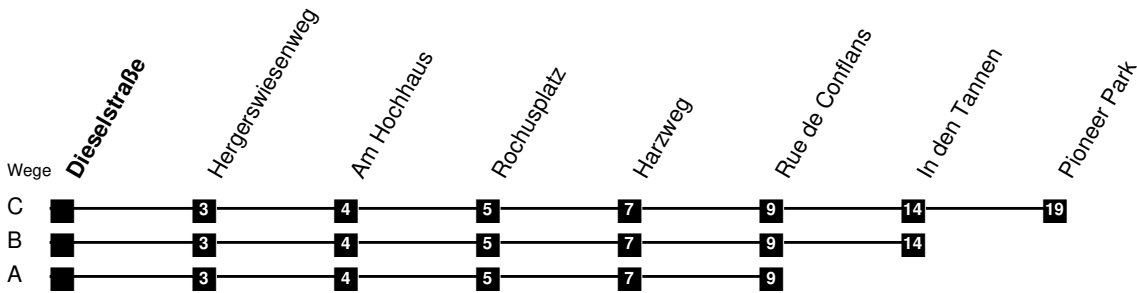 Dieselstraße
Hergerswiesenweg
Am Hochhaus
Rochusplatz
Harzweg
Rue de Conflans
In den Tannen
Pioneer Park
Wege
C 3 4 5 7 9 14 19
B 3 4 5 7 9 14
A 3 4 5 7 9